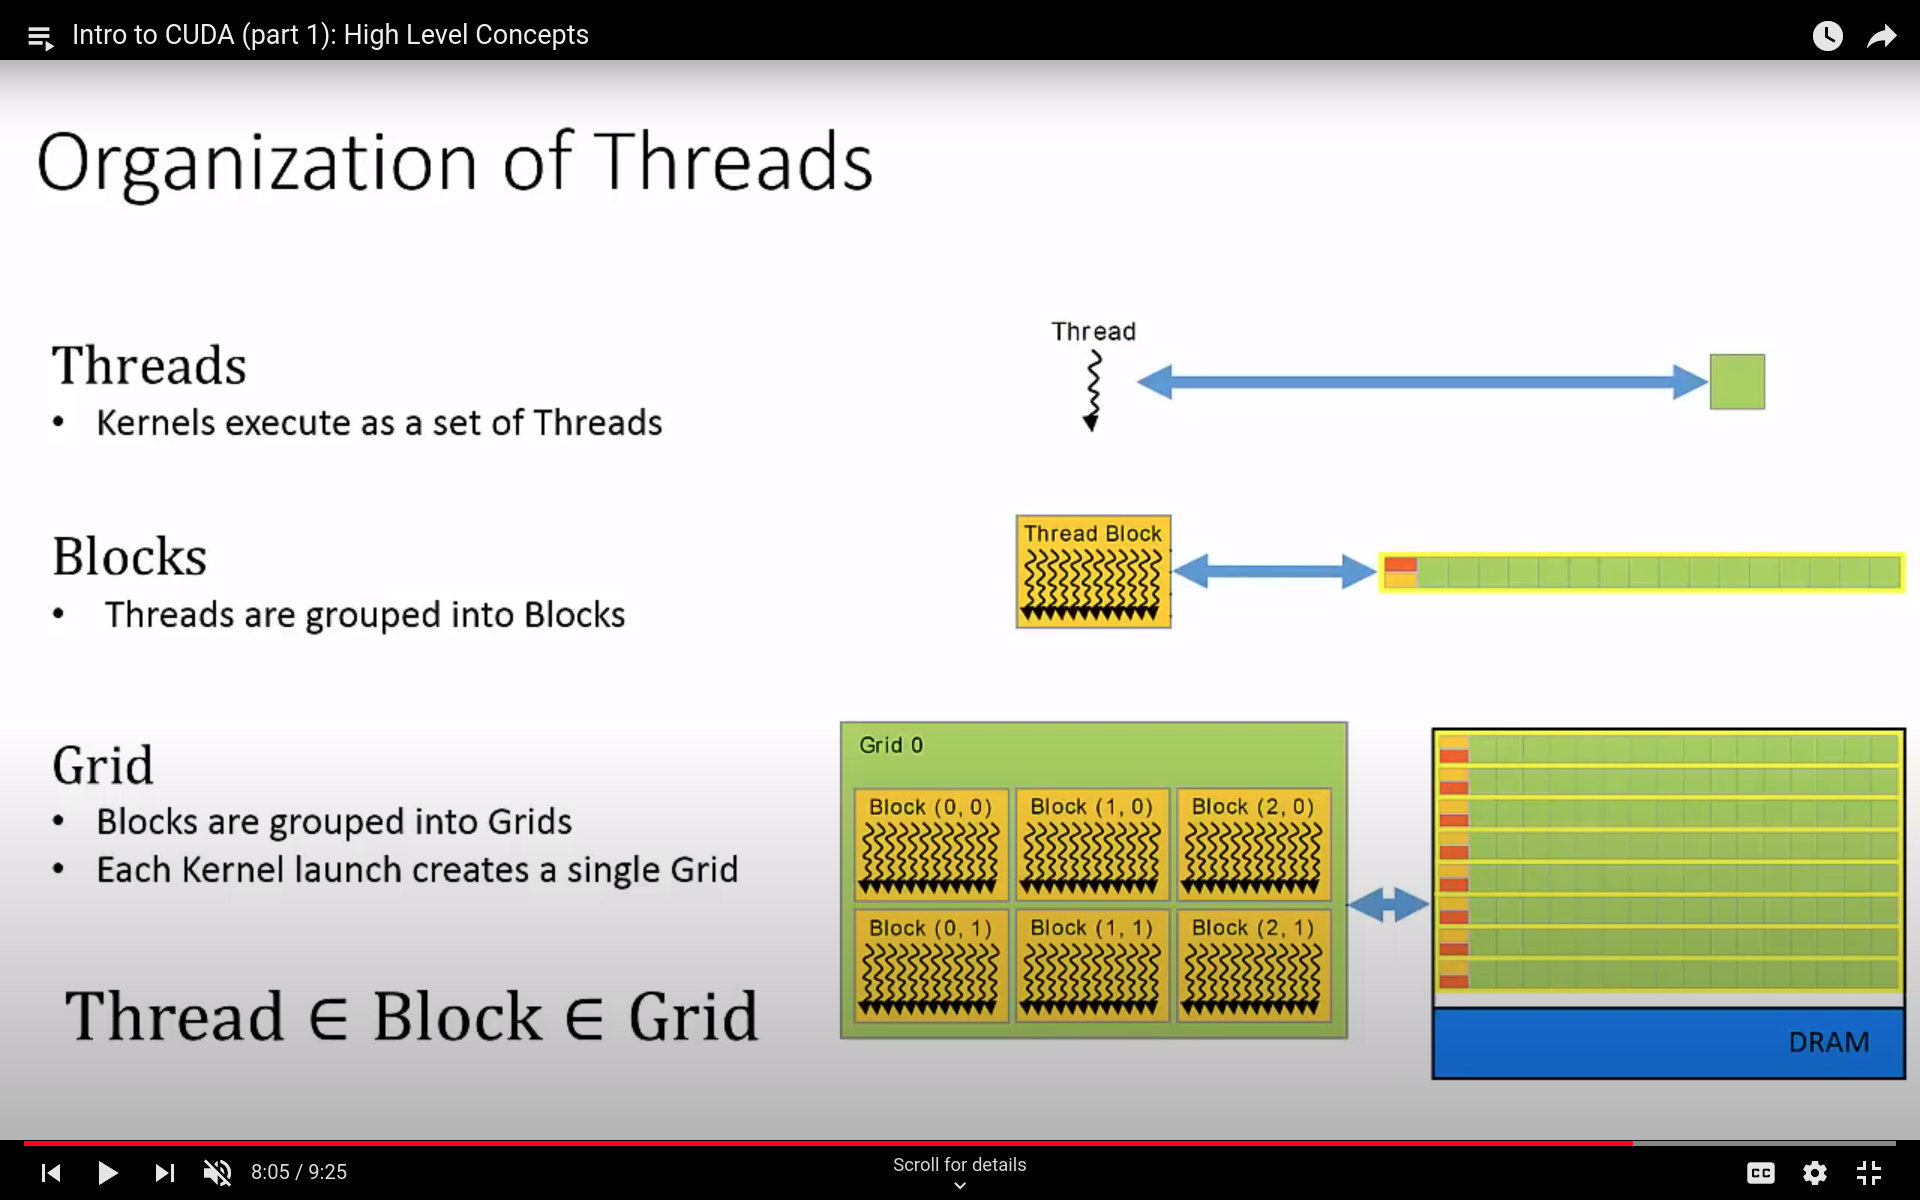 Intro to CUDA (part 1): High Level Concepts
Organization of Threads
Threads
• Kernels execute as a set of Threads
Thread
Blocks
• Threads are grouped into Blocks
Thread Block
Grid
• Blocks are grouped into Grids
• Each Kernel launch creates a single Grid
Thread ∈ Block ∈ Grid
Grid 0
Block (0, 0) Block (1, 0) Block (2, 0)
Block (0, 1) Block (1, 1) Block (2, 1)
DRAM
8:05 / 9:25
Scroll for details
CC